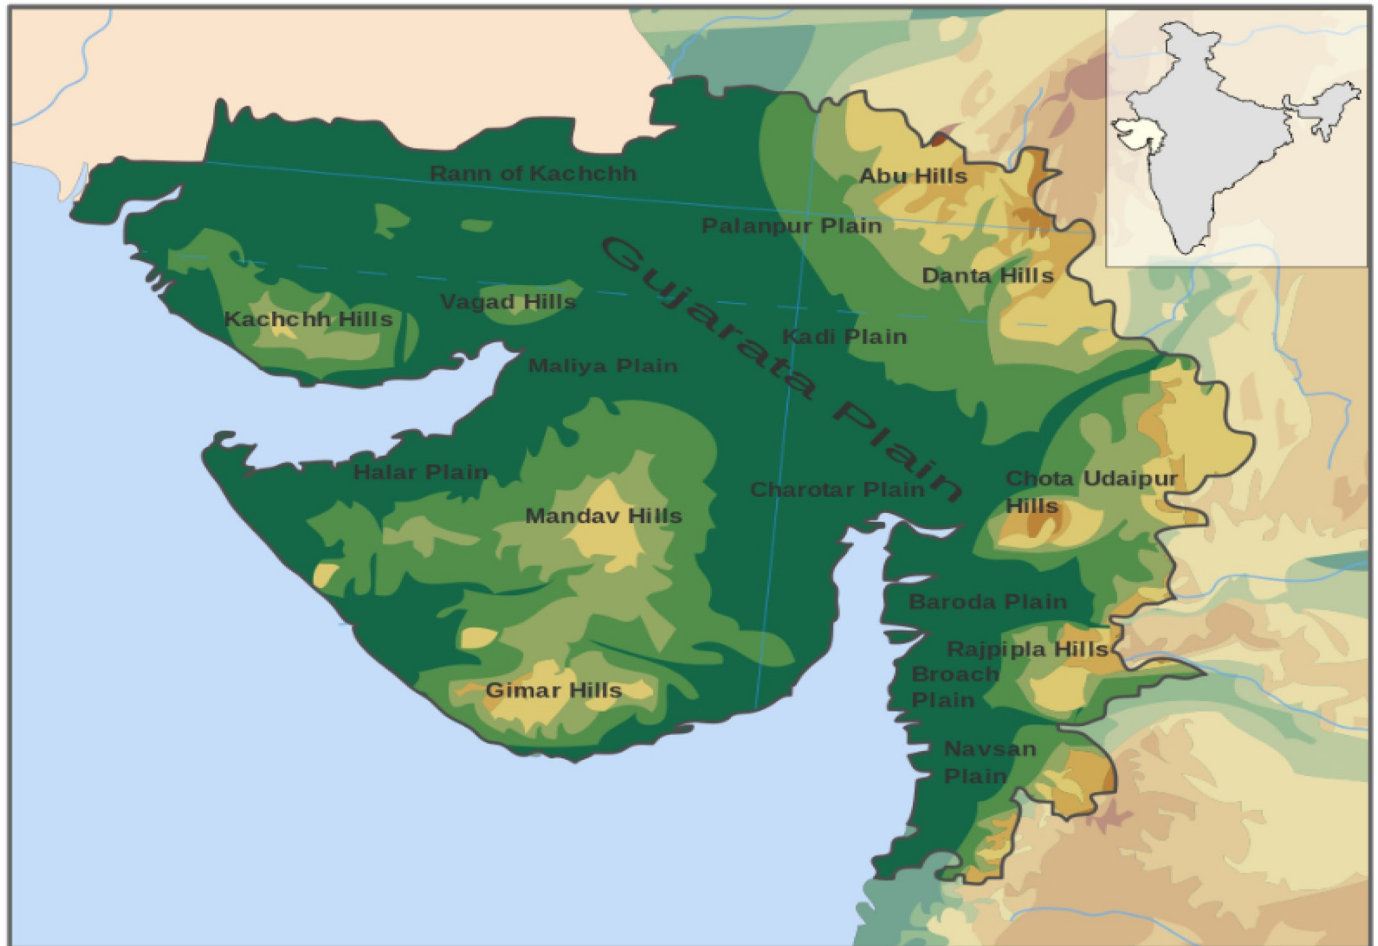 Rann of Kachchh
Abu Hills
Palanpur Plain
Danta Hills
Vagad Hills
Kachchh Hills
Gujarata Plain
Kadi Plain
Maliya Plain
Halar Plain
Charotar Plain
Chota Udaipur
Hills
Mandav Hills
Baroda Plain
Rajpipla Hills
Broach
Plain
Gimar Hills
Navsan
Plain